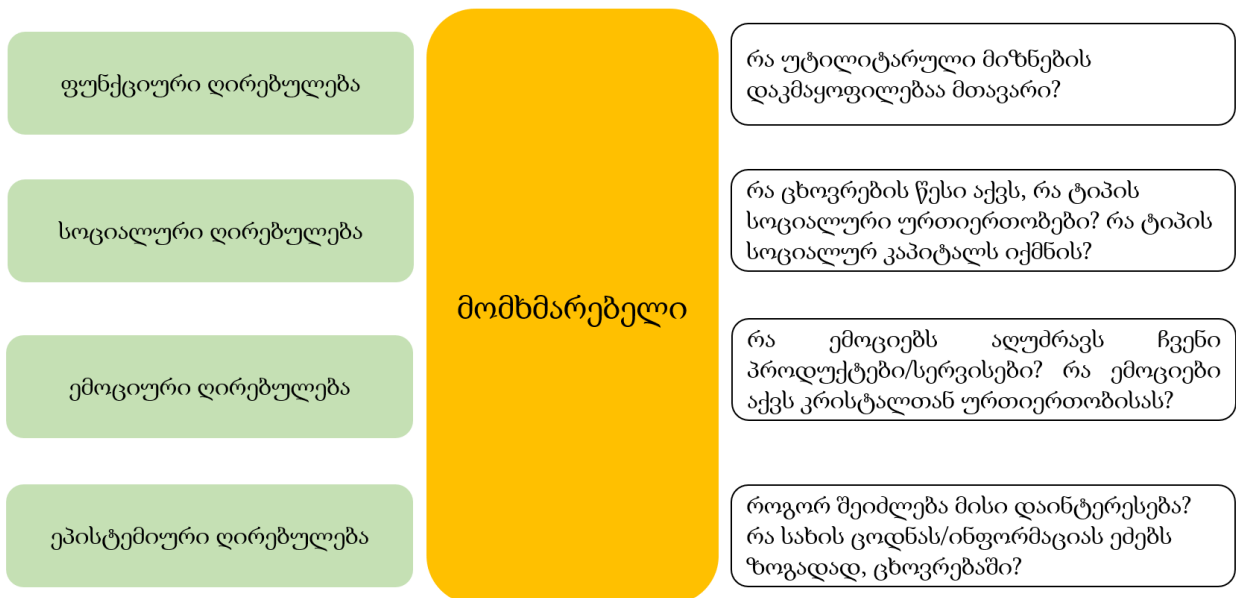 ფუნქციური ღირებულება
რა უტილიტარული მიზნების
დაკმაყოფილებაა მთავარი?
სოციალური ღირებულება
რა ცხოვრების წესი აქვს, რა ტიპის
სოციალური ურთიერთობები? რა ტიპის
სოციალურ კაპიტალს იქმნის?
მომხმარებელი
ემოციური ღირებულება
რა ემოციებს აღუძრავს ჩვენი
პროდუქტები/სერვისები? რა ემოციები
აქვს კრისტალთან ურთიერთობისას?
ეპისტემიური ღირებულება
როგორ შეიძლება მისი დაინტერესება?
რა სახის ცოდნას/ინფორმაციას ეძებს
ზოგადად, ცხოვრებაში?